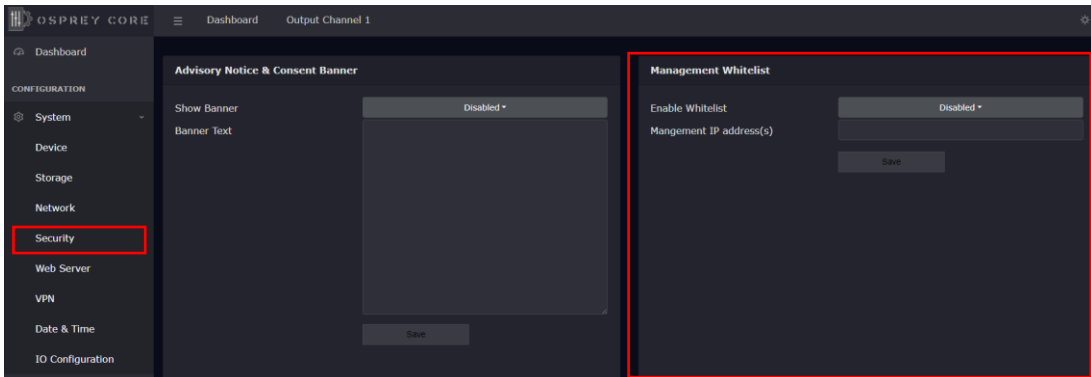 OSPREY CORE
Dashboard
Output Channel 1
Dashboard
CONFIGURATION
System
Device
Storage
Network
Security
Web Server
VPN
Date & Time
IO Configuration
Advisory Notice & Consent Banner
Show Banner
Disabled
Banner Text
Save
Management Whitelist
Enable Whitelist
Disabled
Mangement IP address(s)
Save